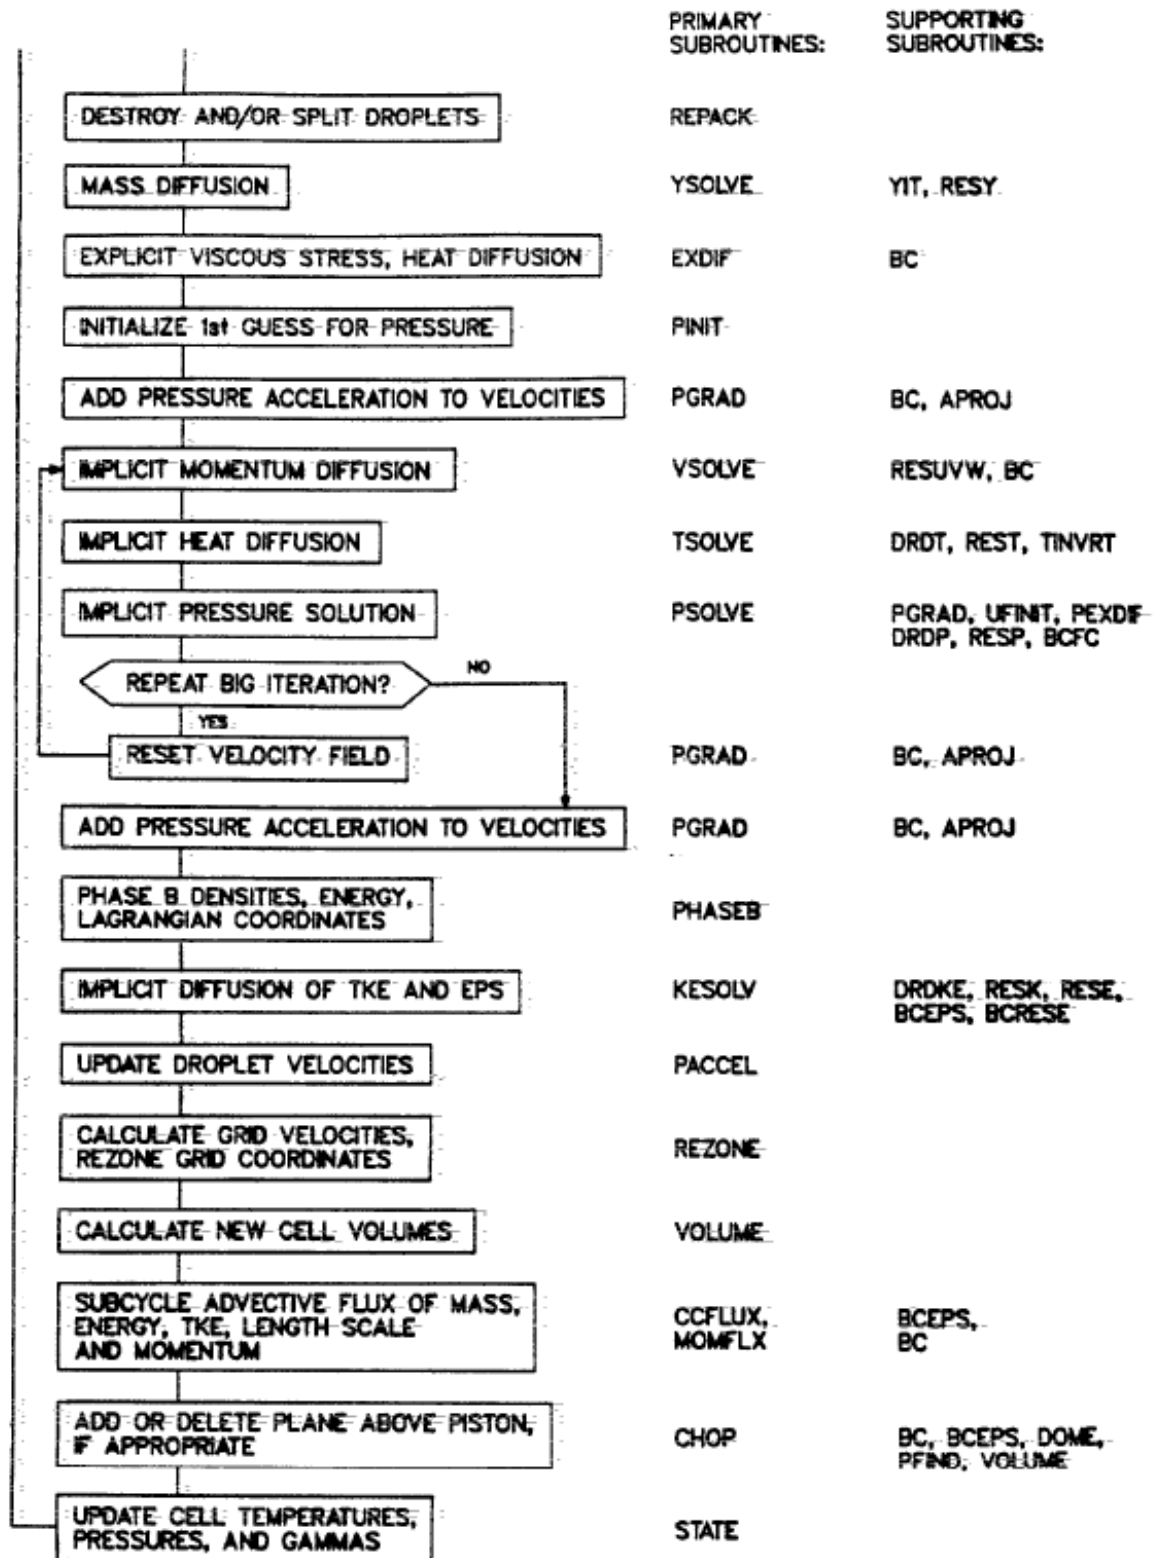 PRIMARY SUBROUTINES:
SUPPORTING SUBROUTINES:
DESTROY AND/OR SPLIT DROPLETS
REPACK
MASS DIFFUSION
YSOLVE
YIT, RESY
EXPLICIT VISCOUS STRESS, HEAT DIFFUSION
EXDIF
BC
INITIALIZE 1st GUESS FOR PRESSURE
PINIT
ADD PRESSURE ACCELERATION TO VELOCITIES
PGRAD
BC, APROJ
IMPLICIT MOMENTUM DIFFUSION
VSOLVE
RESUVW, BC
IMPLICIT HEAT DIFFUSION
TSOLVE
DRDT, REST, TINVRT
IMPLICIT PRESSURE SOLUTION
PSOLVE
PGRAD, UFINIT, PEXDIF
DRDP, RESP, BCFC
REPEAT BIG ITERATION?
NO
YES
RESET VELOCITY FIELD
PGRAD
BC, APROJ
ADD PRESSURE ACCELERATION TO VELOCITIES
PGRAD
BC, APROJ
PHASE B DENSITIES, ENERGY,
LAGRANGIAN COORDINATES
PHASEB
IMPLICIT DIFFUSION OF TKE AND EPS
KESOLV
DRDKE, RESK, RESE,
BCEPS, BCRESE
UPDATE DROPLET VELOCITIES
PACCEL
CALCULATE GRID VELOCITIES,
REZONE GRID COORDINATES
REZONE
CALCULATE NEW CELL VOLUMES
VOLUME
SUBCYCLE ADVECTIVE FLUX OF MASS,
ENERGY, TKE, LENGTH SCALE
AND MOMENTUM
CCFLUX,
MOMFLX
BCEPS,
BC
ADD OR DELETE PLANE ABOVE PISTON,
IF APPROPRIATE
CHOP
BC, BCEPS, DOME,
PFIND, VOLUME
UPDATE CELL TEMPERATURES,
PRESSURES, AND GAMMAS
STATE